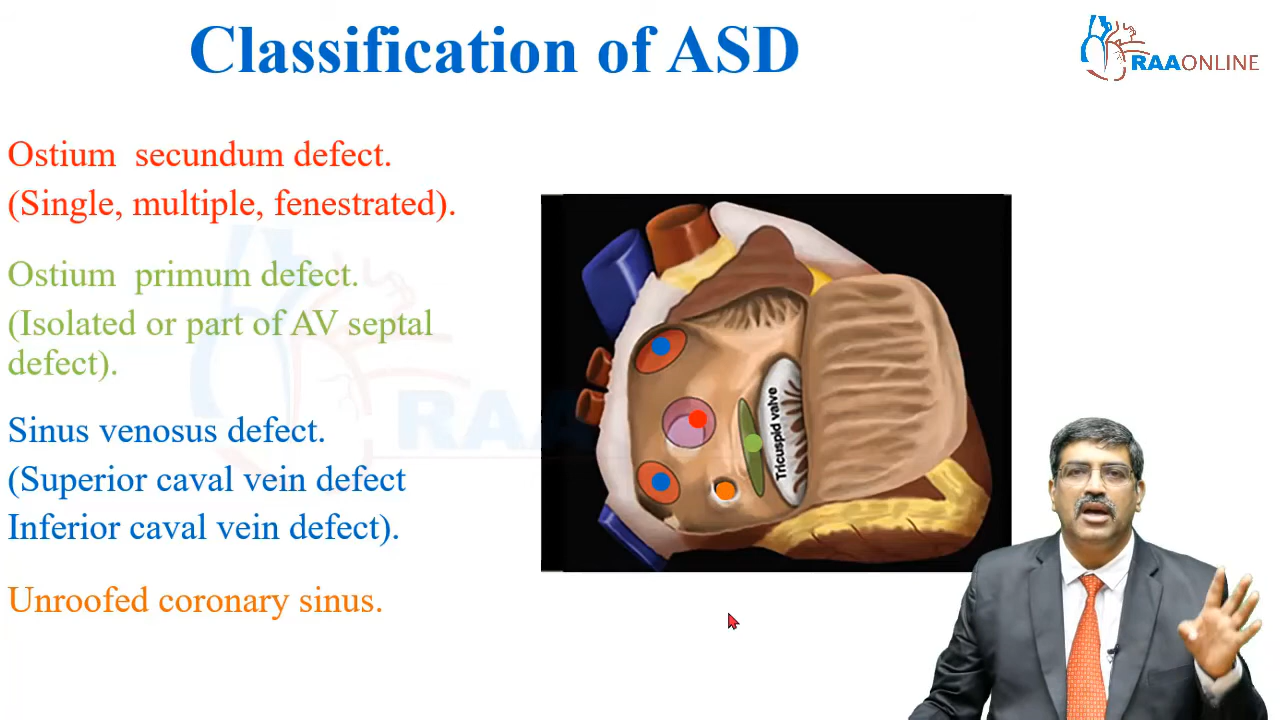 Classification of ASD
RAAONLINE
Ostium secundum defect.
(Single, multiple, fenestrated).
Ostium primum defect.
(Isolated or part of AV septal
defect).
Sinus venosus defect.
(Superior caval vein defect
Inferior caval vein defect).
Unroofed coronary sinus.
Tricuspid valve
RAA